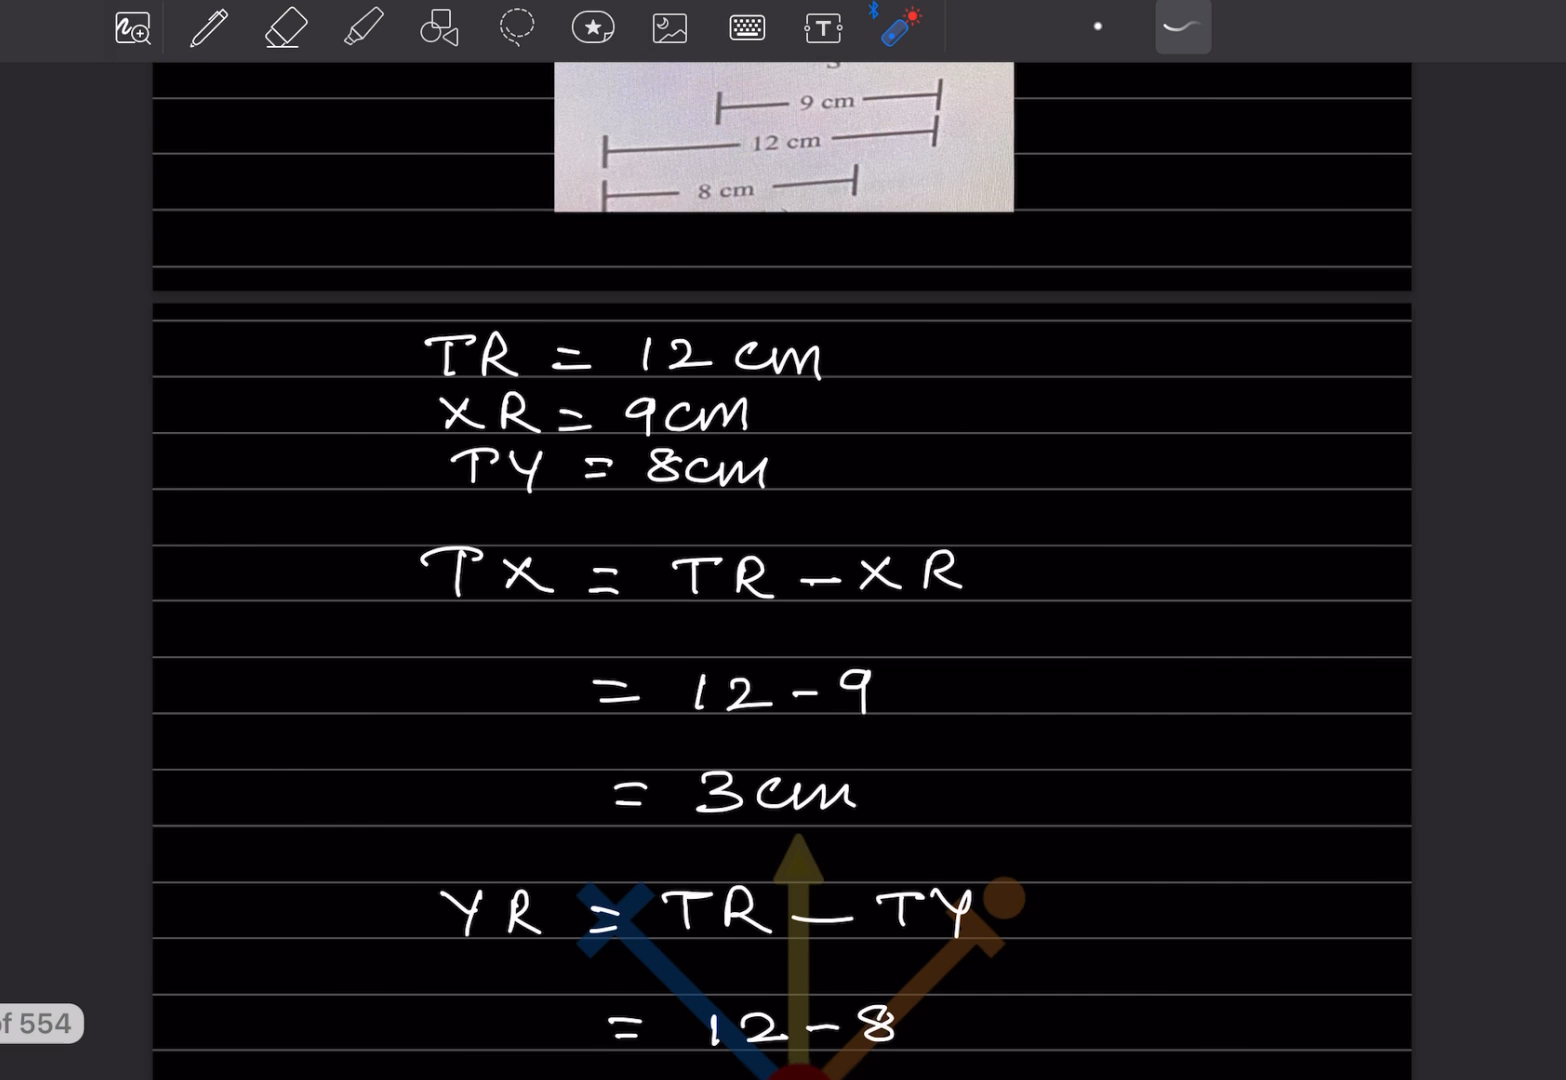 9 cm
12 cm
8 cm
TR = 12 cm
XR = 9cm
TY = 8cm
TX = TR - XR
= 12 - 9
= 3cm
YR = TR - TY
of 554
= 12 - 8